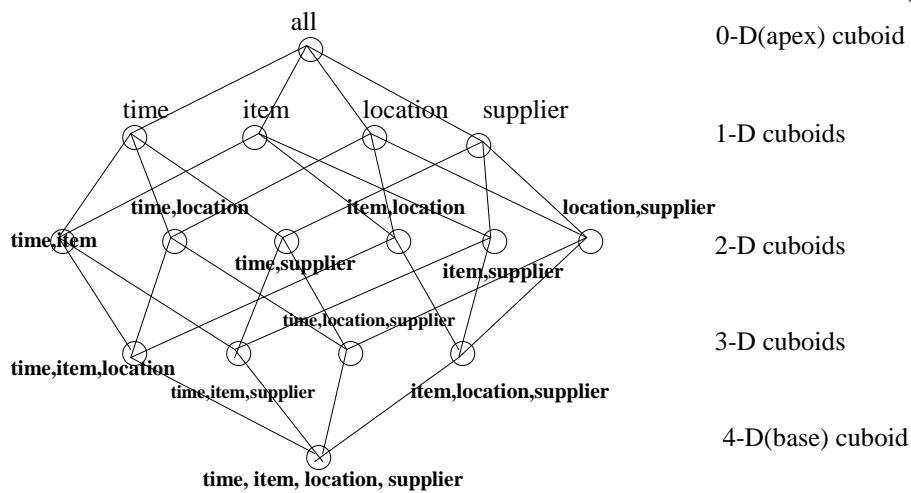 all
0-D(apex) cuboid
time
item
location
supplier
1-D cuboids
time,location
item,location
location,supplier
time,item
2-D cuboids
time,supplier
item,supplier
time,location,supplier
3-D cuboids
time,item,location
time,item,supplier
item,location,supplier
4-D(base) cuboid
time, item, location, supplier